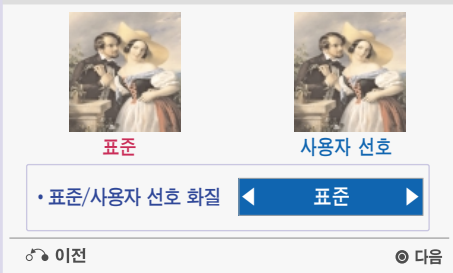 표준 사용자 선호
• 표준/사용자 선호 화질 ◀ 표준 ▶
이전 ◉ 다음